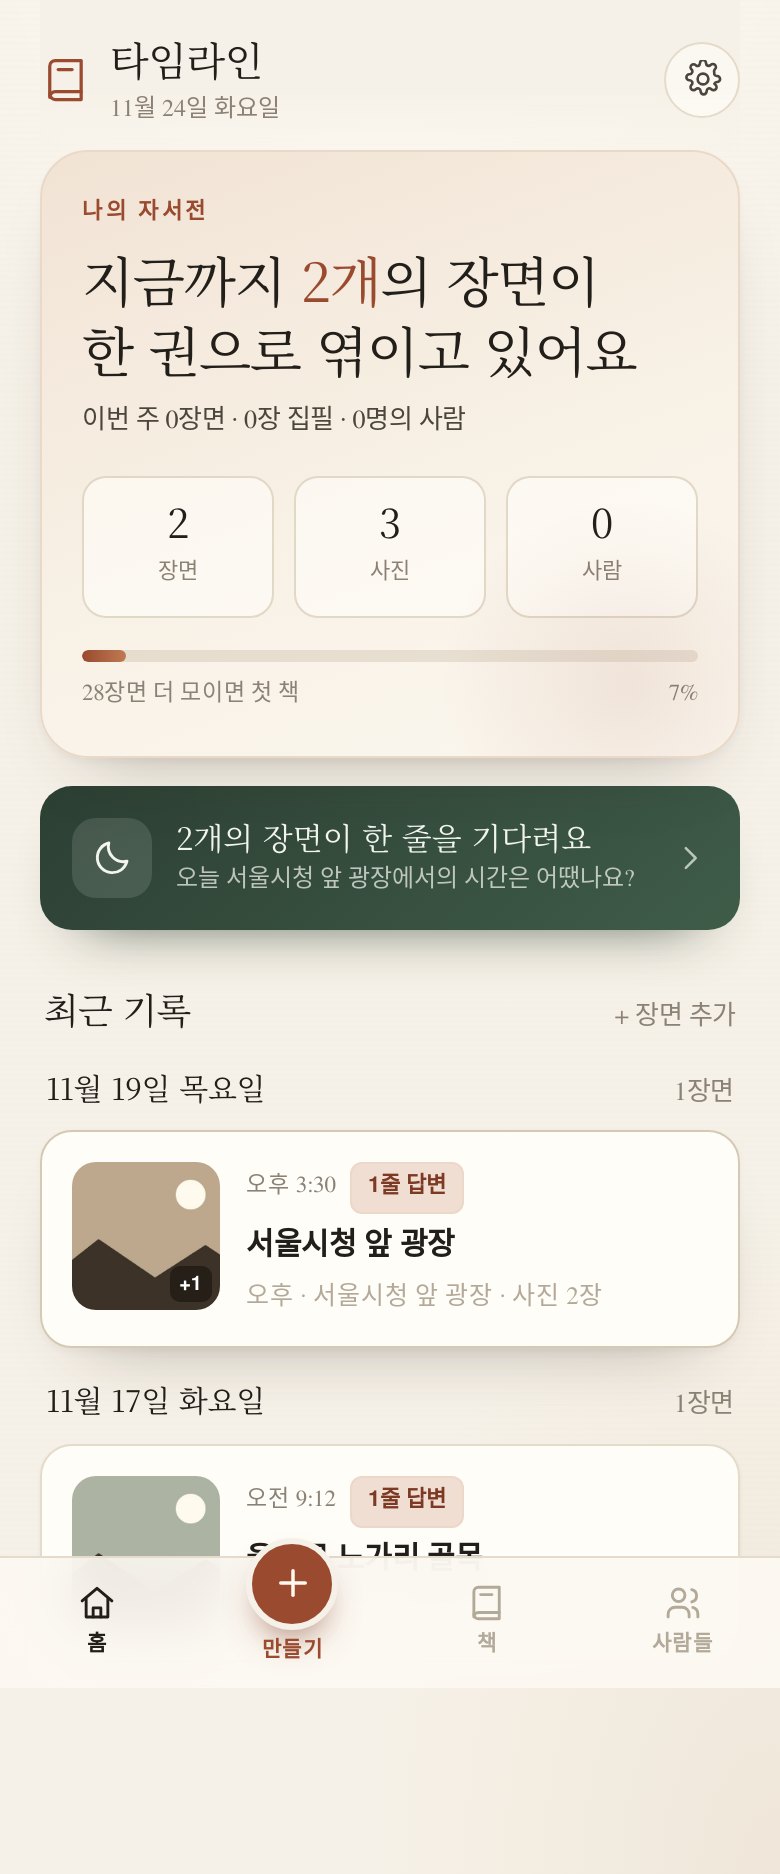 타임라인
11월 24일 화요일
나의 자서전
지금까지 2개의 장면이
한 권으로 엮이고 있어요
이번 주 0장면 · 0장 집필 · 0명의 사람
2
장면
3
사진
0
사람
28장면 더 모이면 첫 책
7%
2개의 장면이 한 줄을 기다려요
오늘 서울시청 앞 광장에서의 시간은 어땠나요?
최근 기록
+ 장면 추가
11월 19일 목요일
1장면
오후 3:30
1줄 답변
서울시청 앞 광장
오후 · 서울시청 앞 광장 · 사진 2장
+1
11월 17일 화요일
1장면
오전 9:12
1줄 답변
노가리 골목
홈
만들기
책
사람들